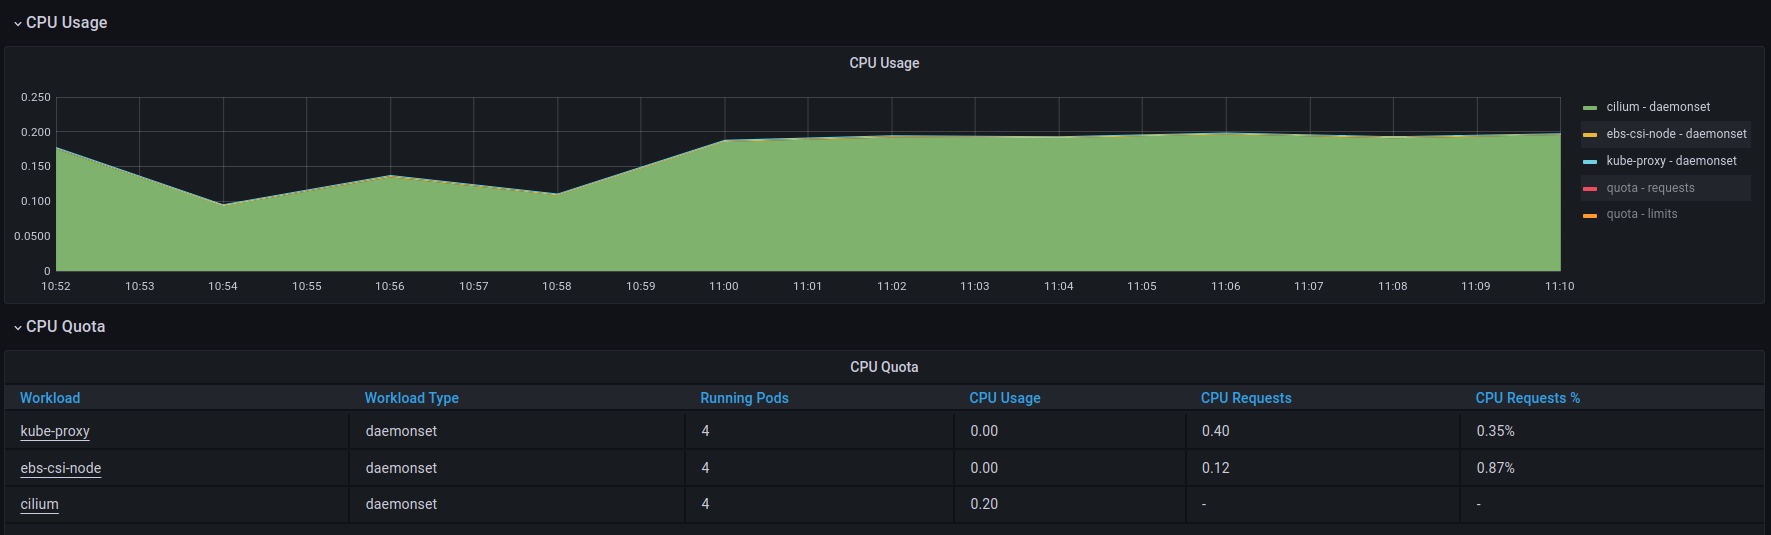 CPU Usage
CPU Usage
0.250
0.200
0.150
0.100
0.0500
0
10:52 10:53 10:54 10:55 10:56 10:57 10:58 10:59 11:00 11:01 11:02 11:03 11:04 11:05 11:06 11:07 11:08 11:09 11:10
cilium - daemonset
ebs-csi-node - daemonset
kube-proxy - daemonset
quota - requests
quota - limits
CPU Quota
CPU Quota
Workload Workload Type Running Pods CPU Usage CPU Requests CPU Requests %
kube-proxy daemonset 4 0.00 0.40 0.35%
ebs-csi-node daemonset 4 0.00 0.12 0.87%
cilium daemonset 4 0.20 - -